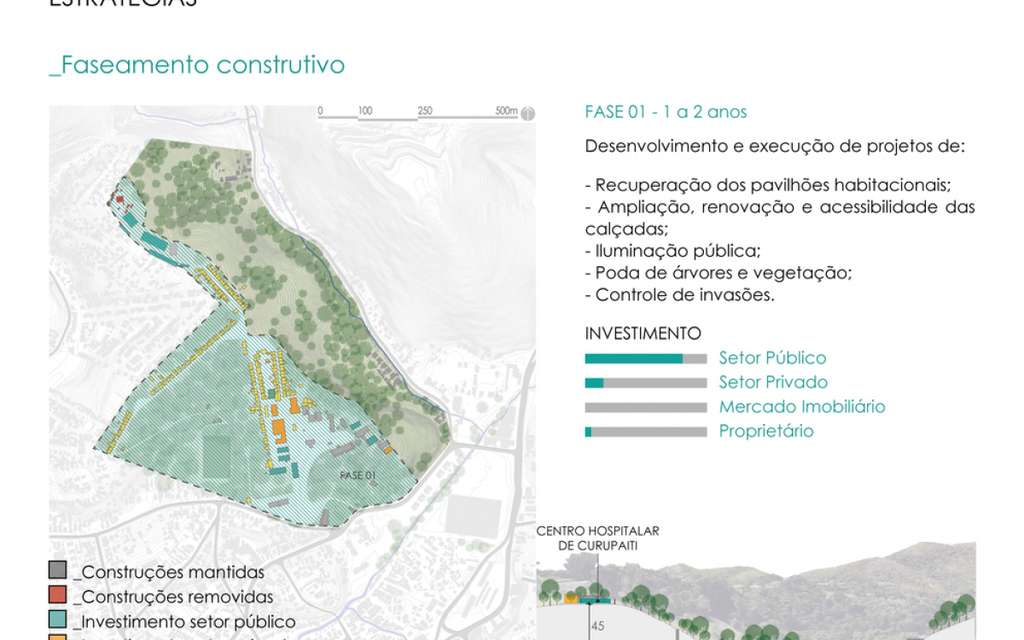 ESTRATÉGIAS
_Faseamento construtivo
0 100 250 500m
FASE 01
FASE 01 - 1 a 2 anos
Desenvolvimento e execução de projetos de:
- Recuperação dos pavilhões habitacionais;
- Ampliação, renovação e acessibilidade das
calçadas;
- Iluminação pública;
- Poda de árvores e vegetação;
- Controle de invasões.
INVESTIMENTO
Setor Público
Setor Privado
Mercado Imobiliário
Proprietário
CENTRO HOSPITALAR
DE CURUPAITI
45
_Construções mantidas
_Construções removidas
_Investimento setor público